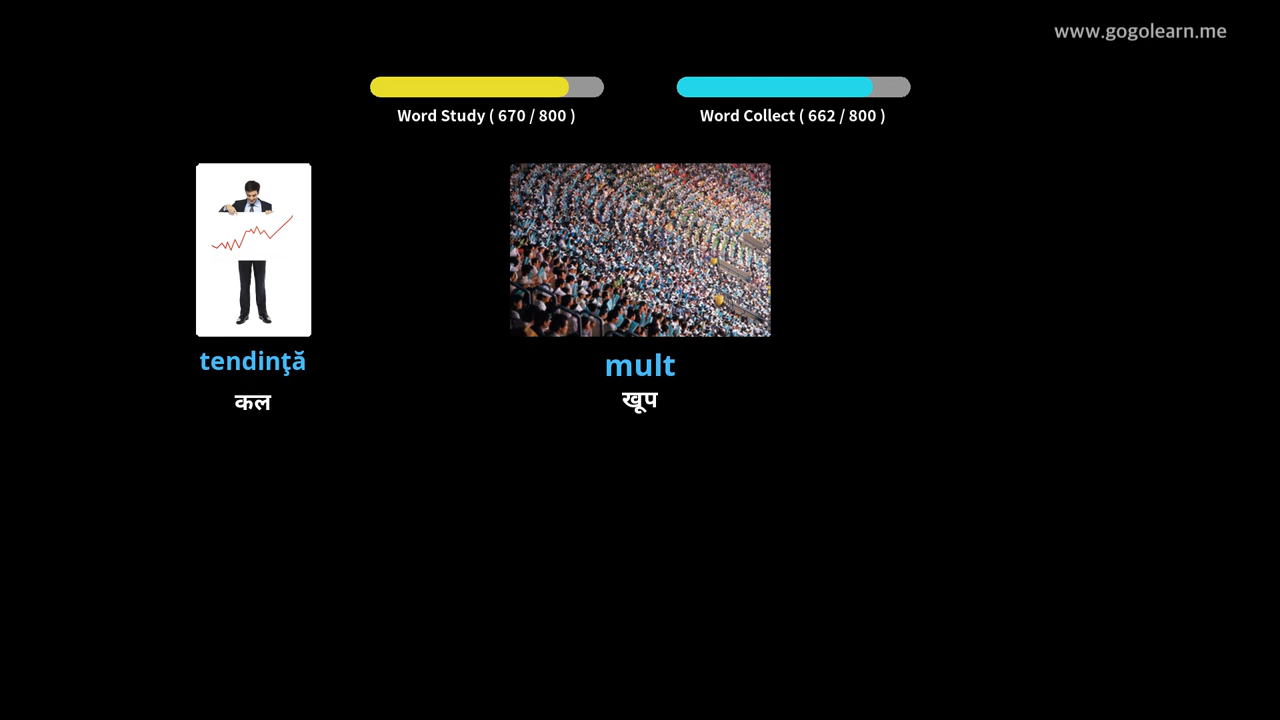 www.gogolearn.me
Word Study ( 670 / 800 )
Word Collect ( 662 / 800 )
tendinţă
कल
mult
खूप